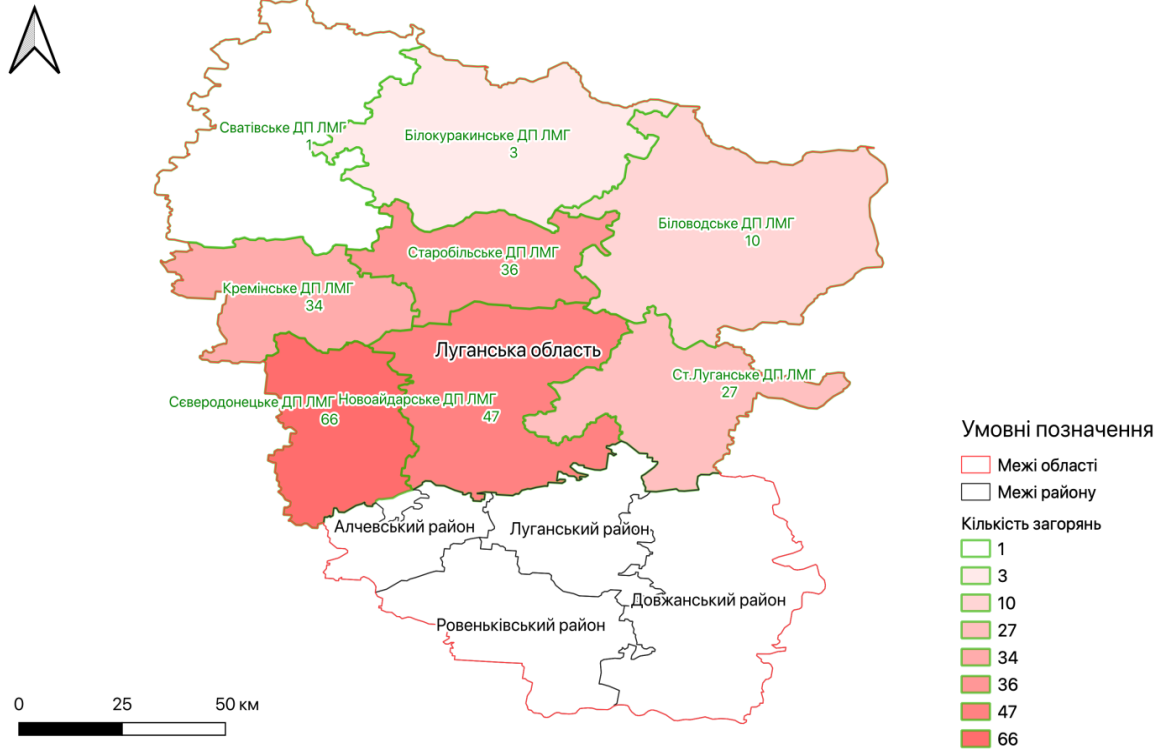 Сватівське ДП ЛМГ
1
Білокуракинське ДП ЛМГ
3
Біловодське ДП ЛМГ
10
Старобільське ДП ЛМГ
36
Кремінське ДП ЛМГ
34
Луганська область
Ст.Луганське ДП ЛМГ
27
Сєверодонецьке ДП ЛМГ
66
Новоайдарське ДП ЛМГ
47
Алчевський район
Луганський район
Довжанський район
Ровеньківський район
0 25 50 км
Умовні позначення
Межі області
Межі району
Кількість загорянь
1
3
10
27
34
36
47
66